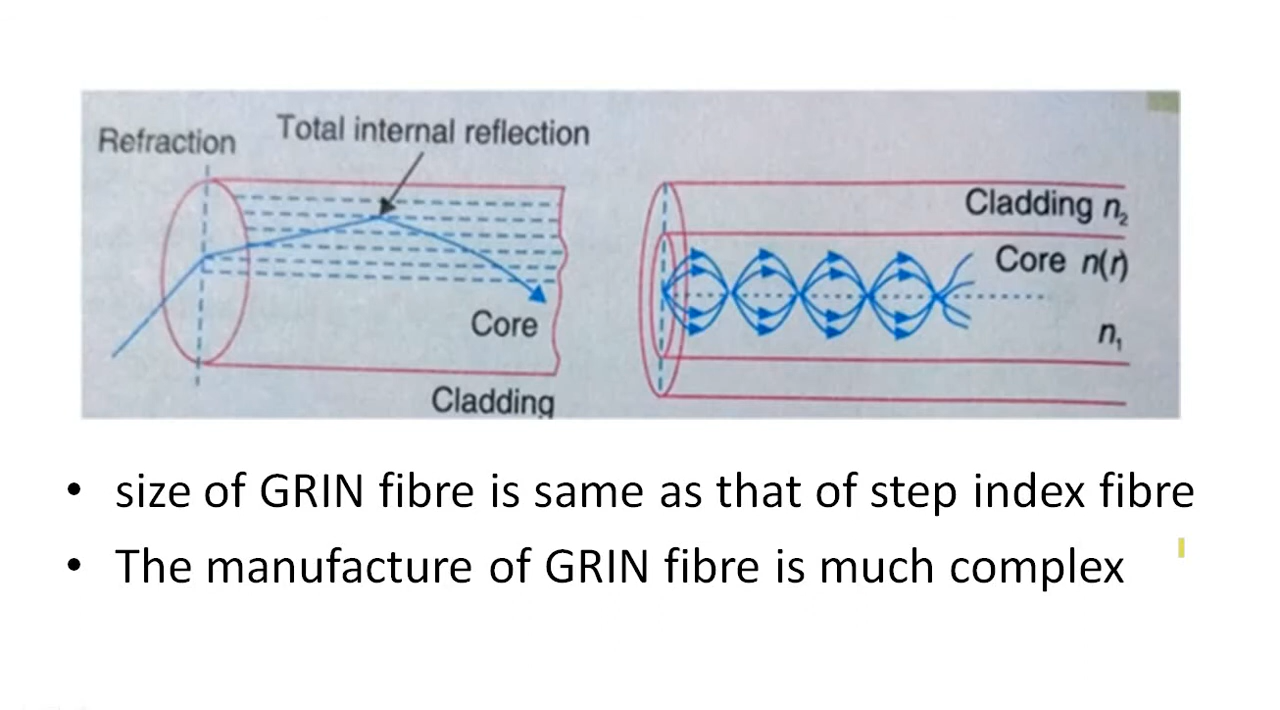 Refraction
Total internal reflection
Core
Cladding
Cladding n₂
Core n(r)
n₁
• size of GRIN fibre is same as that of step index fibre
• The manufacture of GRIN fibre is much complex